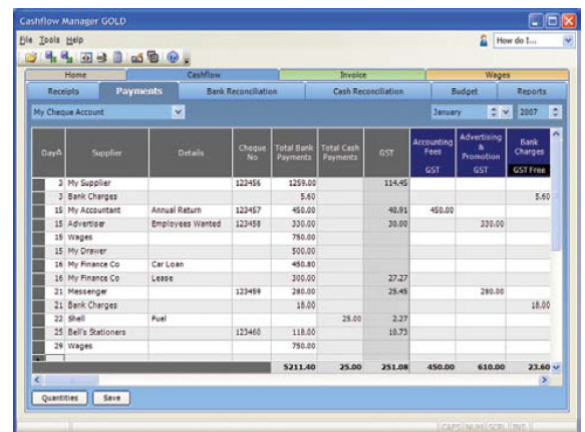 Cashflow Manager GOLD
File Tools Help
How do I...
Home Cashflow Invoice Wages
Receipts Payments Bank Reconciliation Cash Reconciliation Budget Reports
My Cheque Account January 2007
Day Supplier Details Cheque No Total Bank Payments Total Cash Payments GST Accounting Fees GST Advertising & Promotion GST Bank Charges GST Free
3 My Supplier 123456 1259.00 114.45
3 Bank Charges 5.60 5.60
15 My Accountant Annual Return 123457 450.00 40.91 450.00
15 Advertiser Employees Wanted 123458 330.00 30.00 330.00
15 Wages 750.00
15 My Drawer 500.00
16 My Finance Co Car Loan 450.80
16 My Finance Co Lease 300.00 27.27
21 Messenger 123459 280.00 25.45 280.00
21 Bank Charges 18.00 18.00
22 Shell Fuel 25.00 2.27
25 Bell's Stationers 123460 118.00 10.73
29 Wages 750.00
5211.40 25.00 251.08 450.00 610.00 23.60
Quantities Save
CAPS NUM SCRL INS